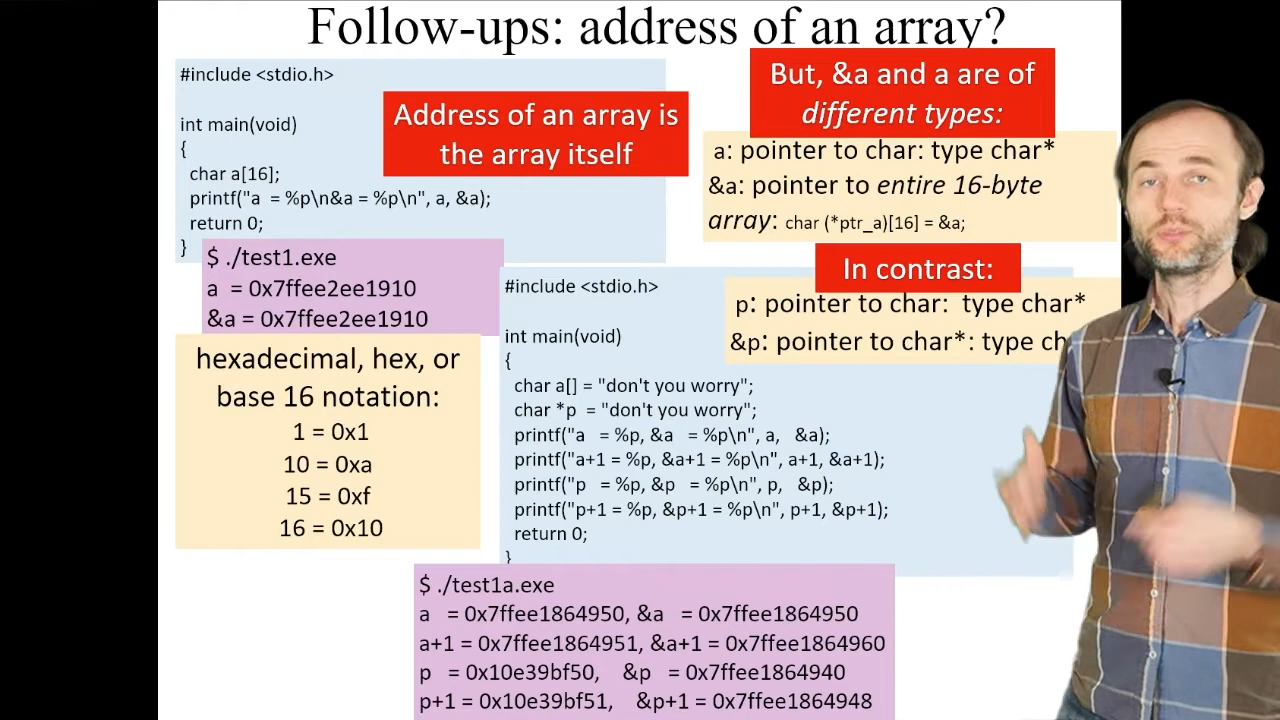 Follow-ups: address of an array?
#include <stdio.h>
int main(void)
{
char a[16];
printf("a = %p\n&a = %p\n", a, &a);
return 0;
}
Address of an array is
the array itself
But, &a and a are of
different types:
a: pointer to char: type char*
&a: pointer to entire 16-byte
array: char (*ptr_a)[16] = &a;
$ ./test1.exe
a = 0x7ffee2ee1910
&a = 0x7ffee2ee1910
In contrast:
p: pointer to char: type char*
&p: pointer to char*: type
hexadecimal, hex, or
base 16 notation:
1 = 0x1
10 = 0xa
15 = 0xf
16 = 0x10
#include <stdio.h>
int main(void)
{
char a[] = "don't you worry";
char *p = "don't you worry";
printf("a = %p, &a = %p\n", a, &a);
printf("a+1 = %p, &a+1 = %p\n", a+1, &a+1);
printf("p = %p, &p = %p\n", p, &p);
printf("p+1 = %p, &p+1 = %p\n", p+1, &p+1);
return 0;
}
$ ./test1a.exe
a = 0x7ffee1864950, &a = 0x7ffee1864950
a+1 = 0x7ffee1864951, &a+1 = 0x7ffee1864960
p = 0x10e39bf50, &p = 0x7ffee1864940
p+1 = 0x10e39bf51, &p+1 = 0x7ffee1864948